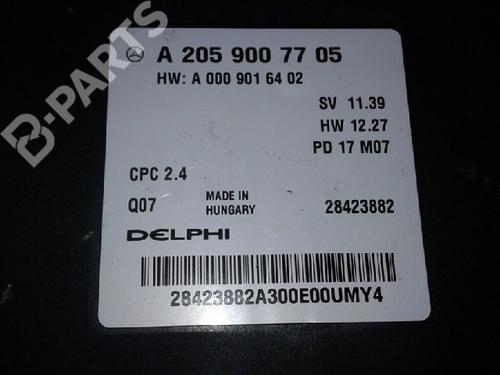 A 205 900 77 05
HW: A 000 901 64 02
SV 11.39
HW 12.27
PD 17 M07
CPC 2.4
Q07
MADE IN
HUNGARY
28423882
DELPHI
28423882A300E00UMY4
B-PARTS